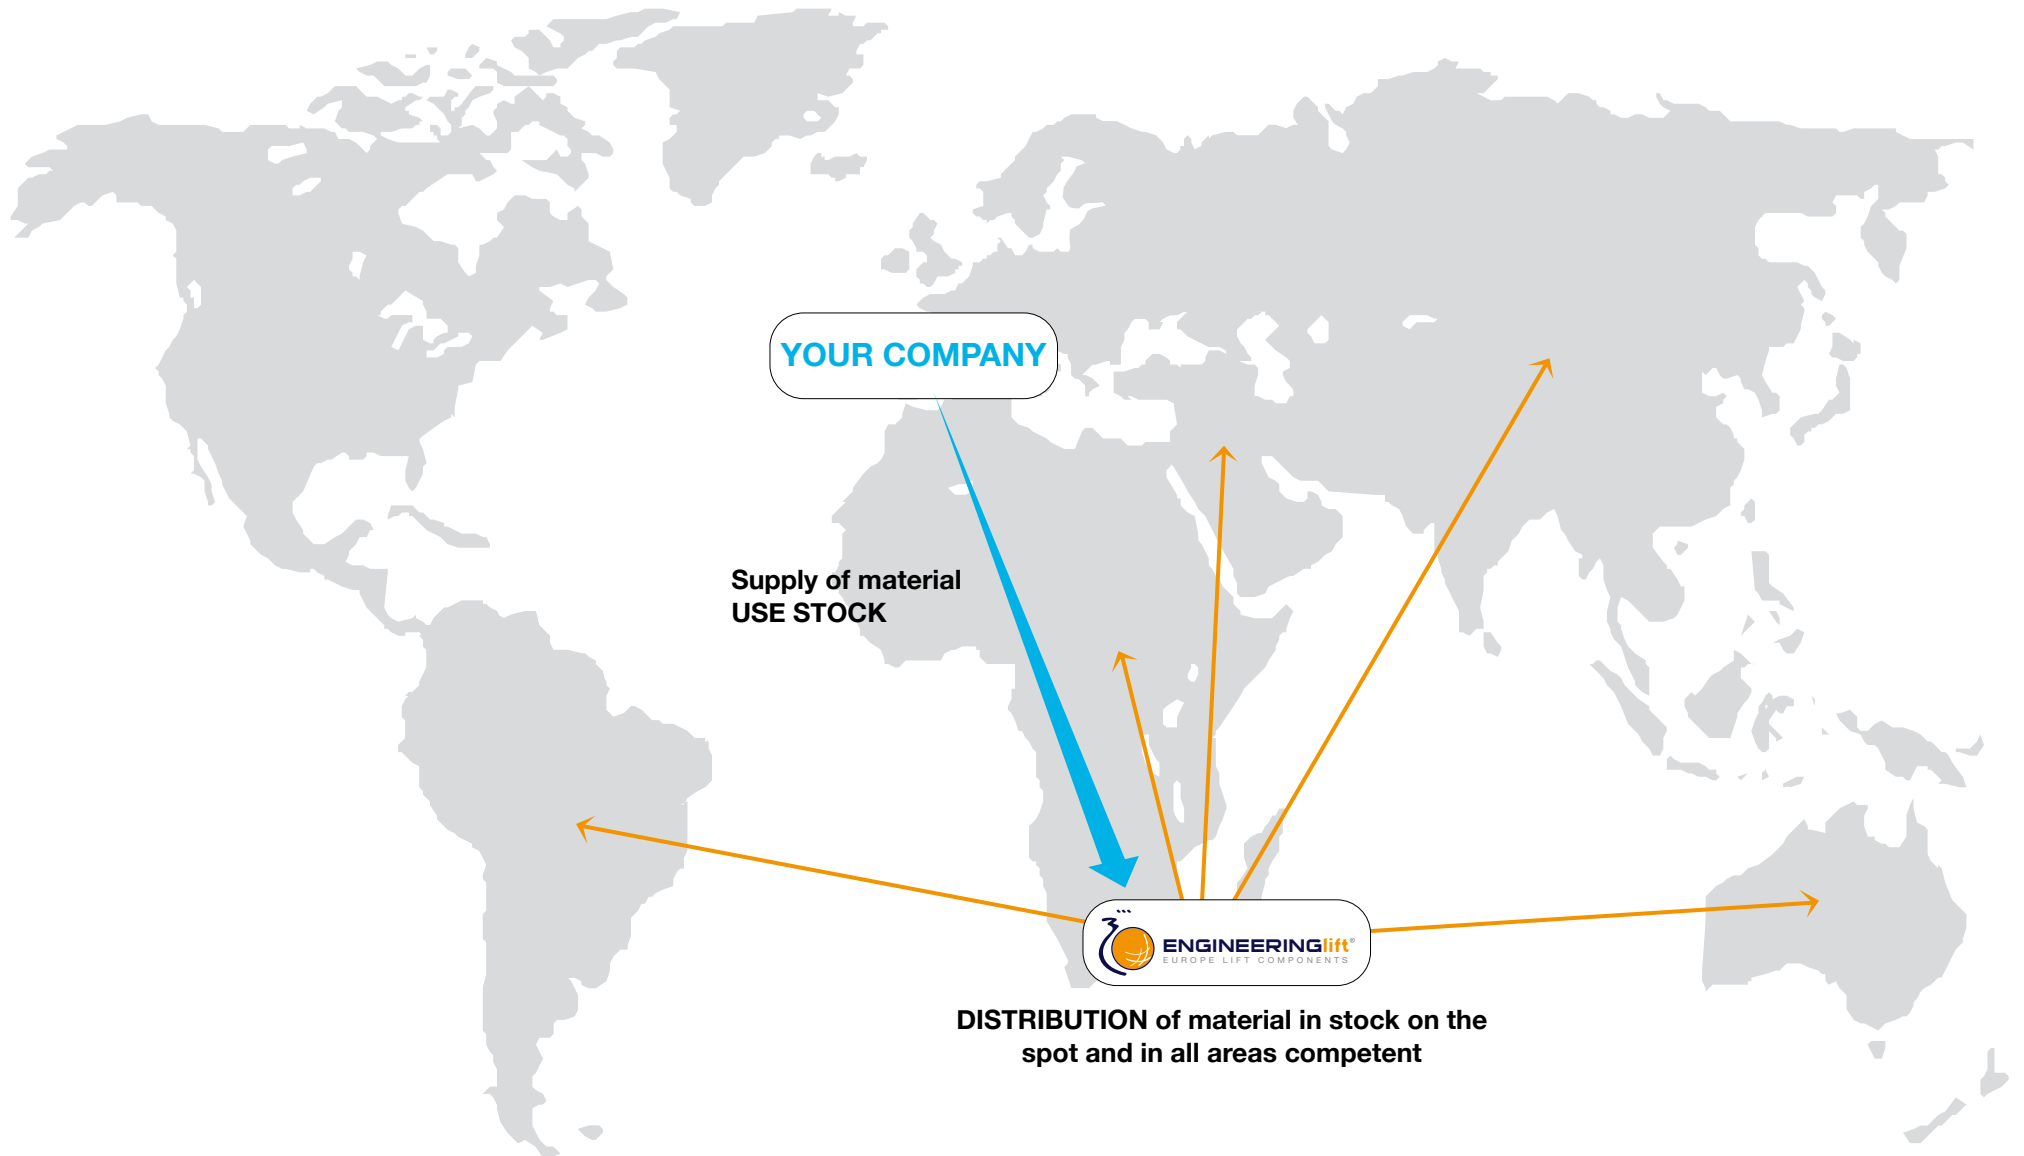 YOUR COMPANY
Supply of material
USE STOCK
ENGINEERINGlift®
EUROPE LIFT COMPONENTS
DISTRIBUTION of material in stock on the
spot and in all areas competent